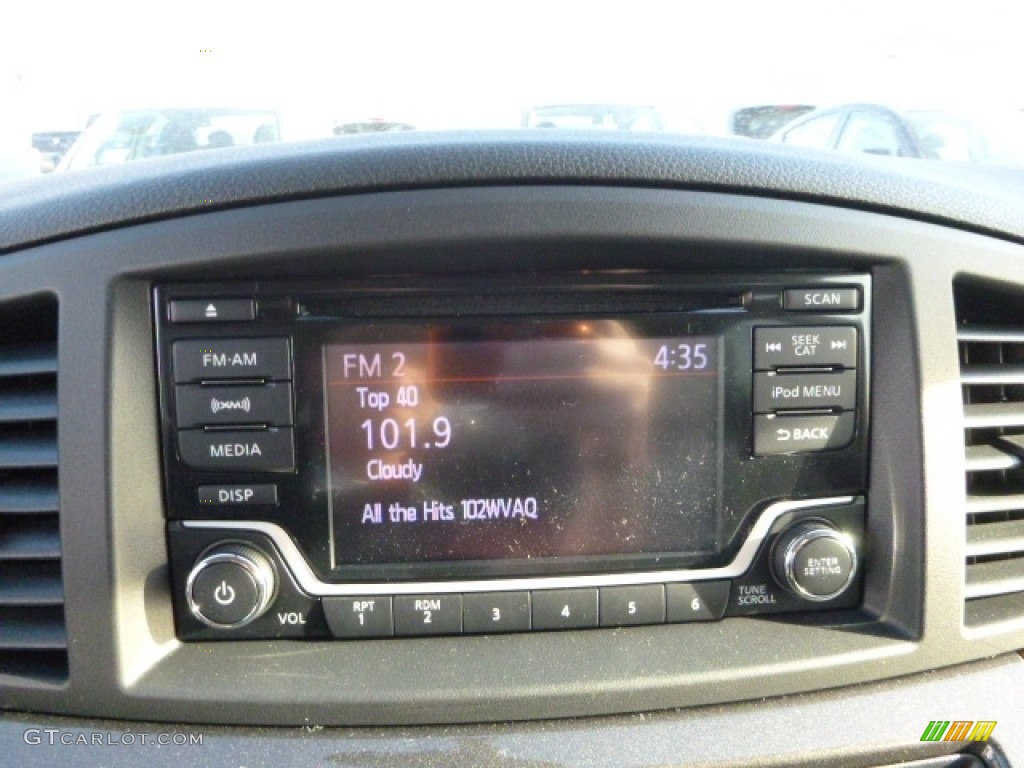 SCAN
FM·AM
XM
MEDIA
DISP
VOL
FM 2 4:35
Top 40
101.9
Cloudy
All the Hits 102WVAQ
SEEK
CAT
iPod MENU
BACK
ENTER
SETTING
TUNE
SCROLL
RPT
1
RDM
2
3
4
5
6
GTCARLOT.COM